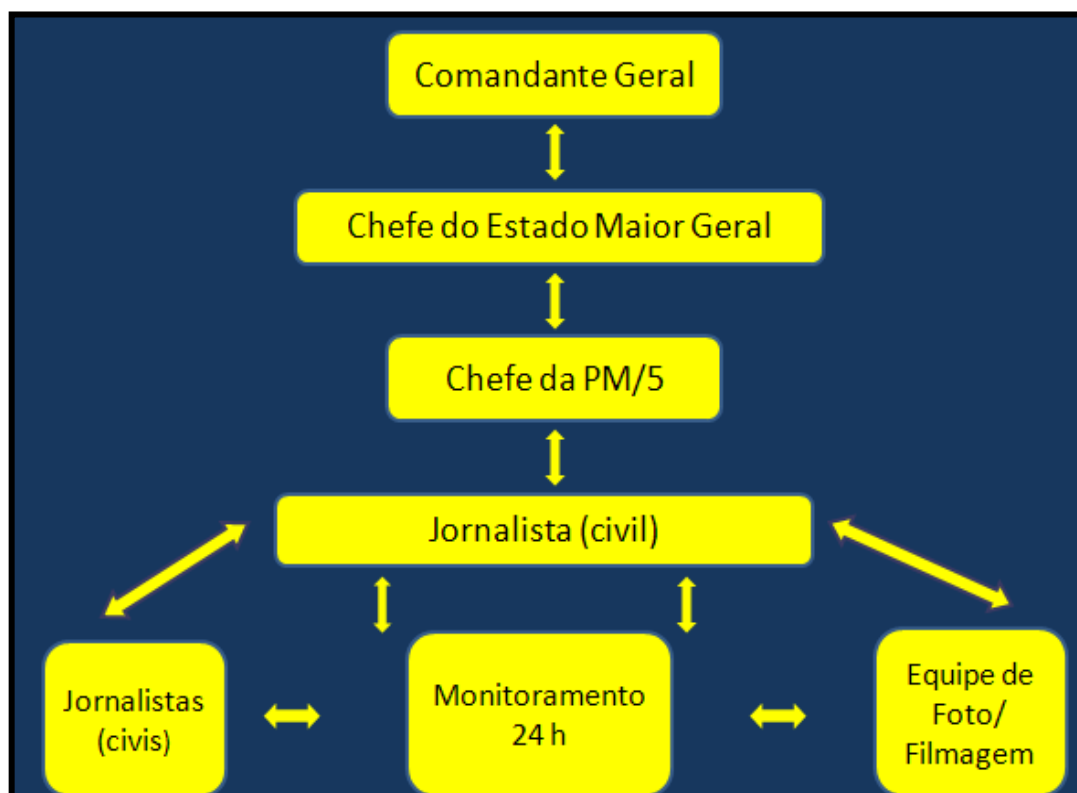 Comandante Geral
Chefe do Estado Maior Geral
Chefe da PM/5
Jornalista (civil)
Jornalistas
(civis)
Monitoramento
24 h
Equipe de
Foto/
Filmagem